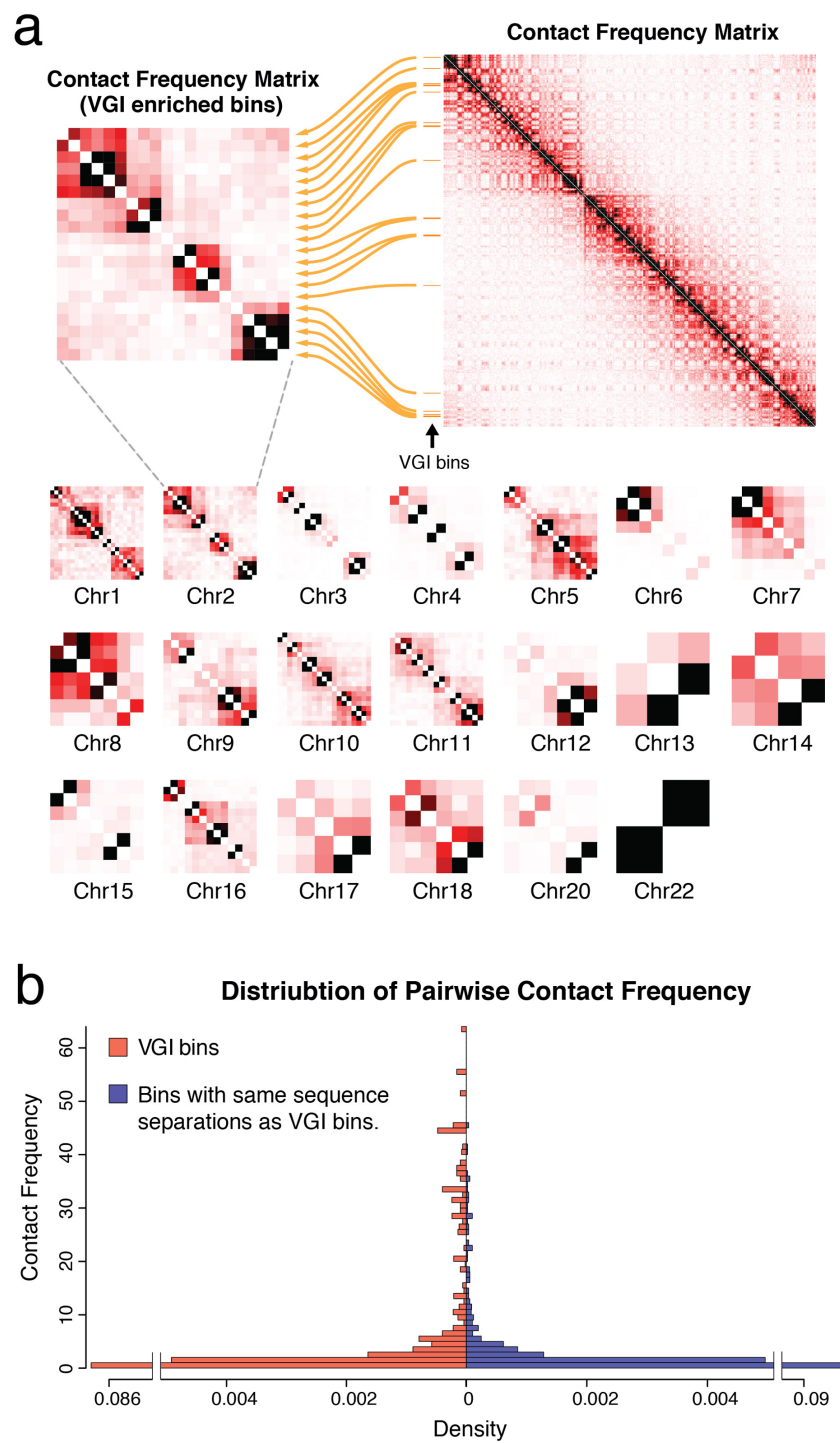 a
Contact Frequency Matrix
Contact Frequency Matrix
(VGI enriched bins)
VGI bins
Chr1 Chr2 Chr3 Chr4 Chr5 Chr6 Chr7
Chr8 Chr9 Chr10 Chr11 Chr12 Chr13 Chr14
Chr15 Chr16 Chr17 Chr18 Chr20 Chr22
b
Distriubtion of Pairwise Contact Frequency
VGI bins
Bins with same sequence
separations as VGI bins.
Contact Frequency
60
50
40
30
20
10
0
0.086 0.004 0.002 0 0.002 0.004 0.09
Density